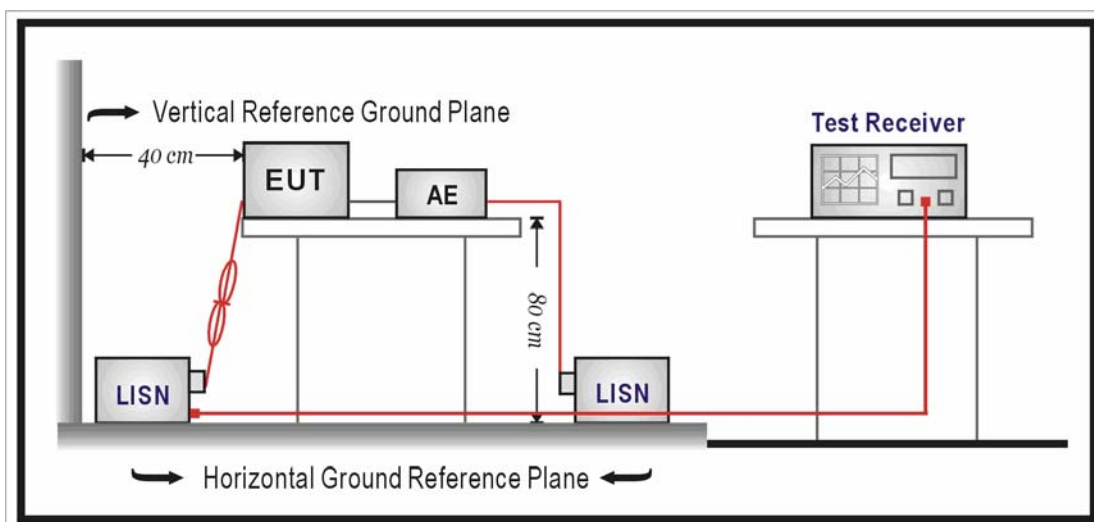 Vertical Reference Ground Plane
Test Receiver
40 cm
EUT
AE
80 cm
LISN
LISN
Horizontal Ground Reference Plane